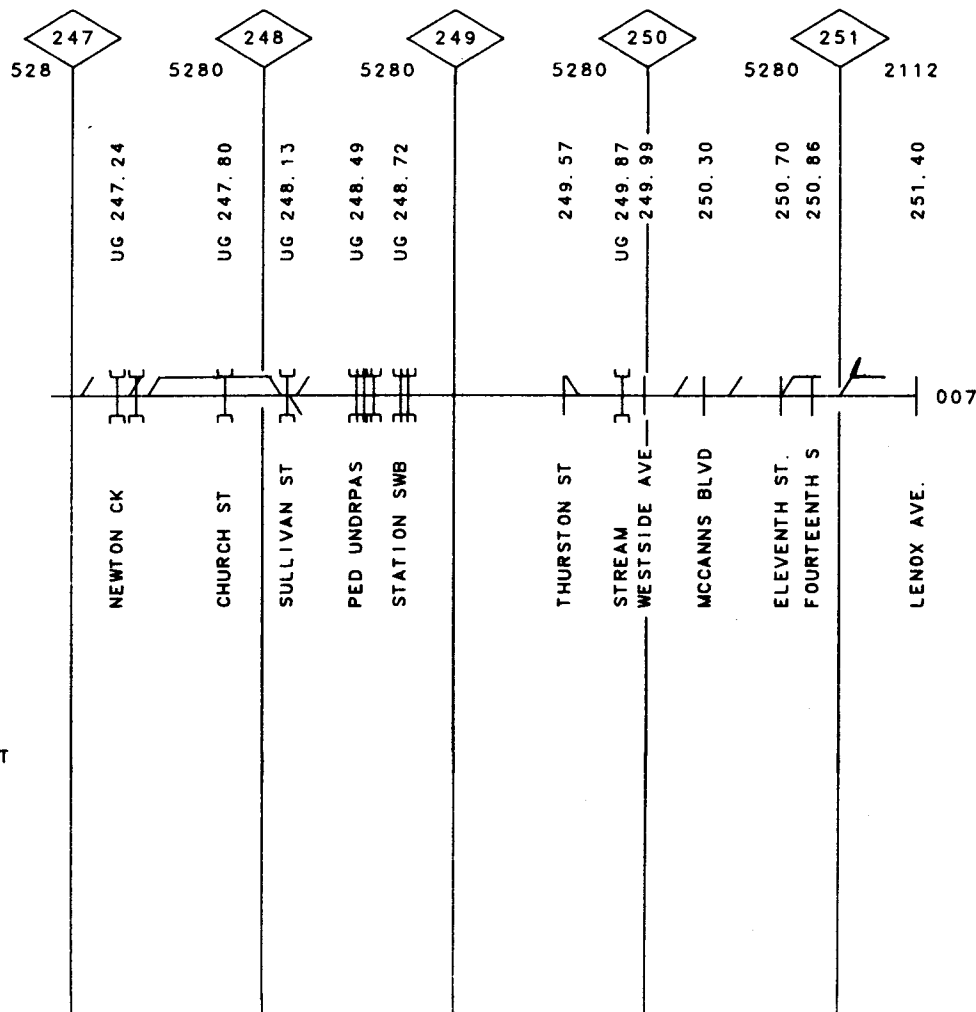 247 248 249 250 251
528 5280 5280 5280 5280 2112
UG 247.24
UG 247.80
UG 248.13
UG 248.49
UG 248.72
249.57
UG 249.87
249.99
250.30
250.70
250.86
251.40
007
NEWTON CK
CHURCH ST
SULLIVAN ST
PED UNDRPAS
STATION SWB
THURSTON ST
STREAM
WESTSIDE AVE
MCCANNS BLVD
ELEVENTH ST.
FOURTEENTH S
LENOX AVE.
T